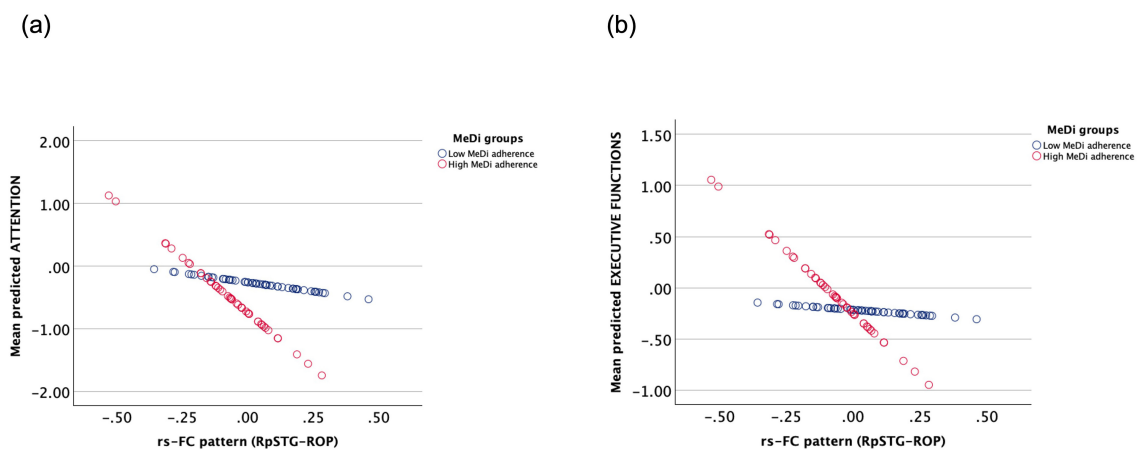 (a)
(b)
MeDi groups
Low MeDi adherence
High MeDi adherence
Mean predicted ATTENTION
2.00
1.00
.00
-1.00
-2.00
-.50
-.25
.00
.25
.50
rs-FC pattern (RpSTG-ROP)
MeDi groups
Low MeDi adherence
High MeDi adherence
Mean predicted EXECUTIVE FUNCTIONS
1.50
1.00
.50
.00
-.50
-1.00
-.50
-.25
.00
.25
.50
rs-FC pattern (RpSTG-ROP)